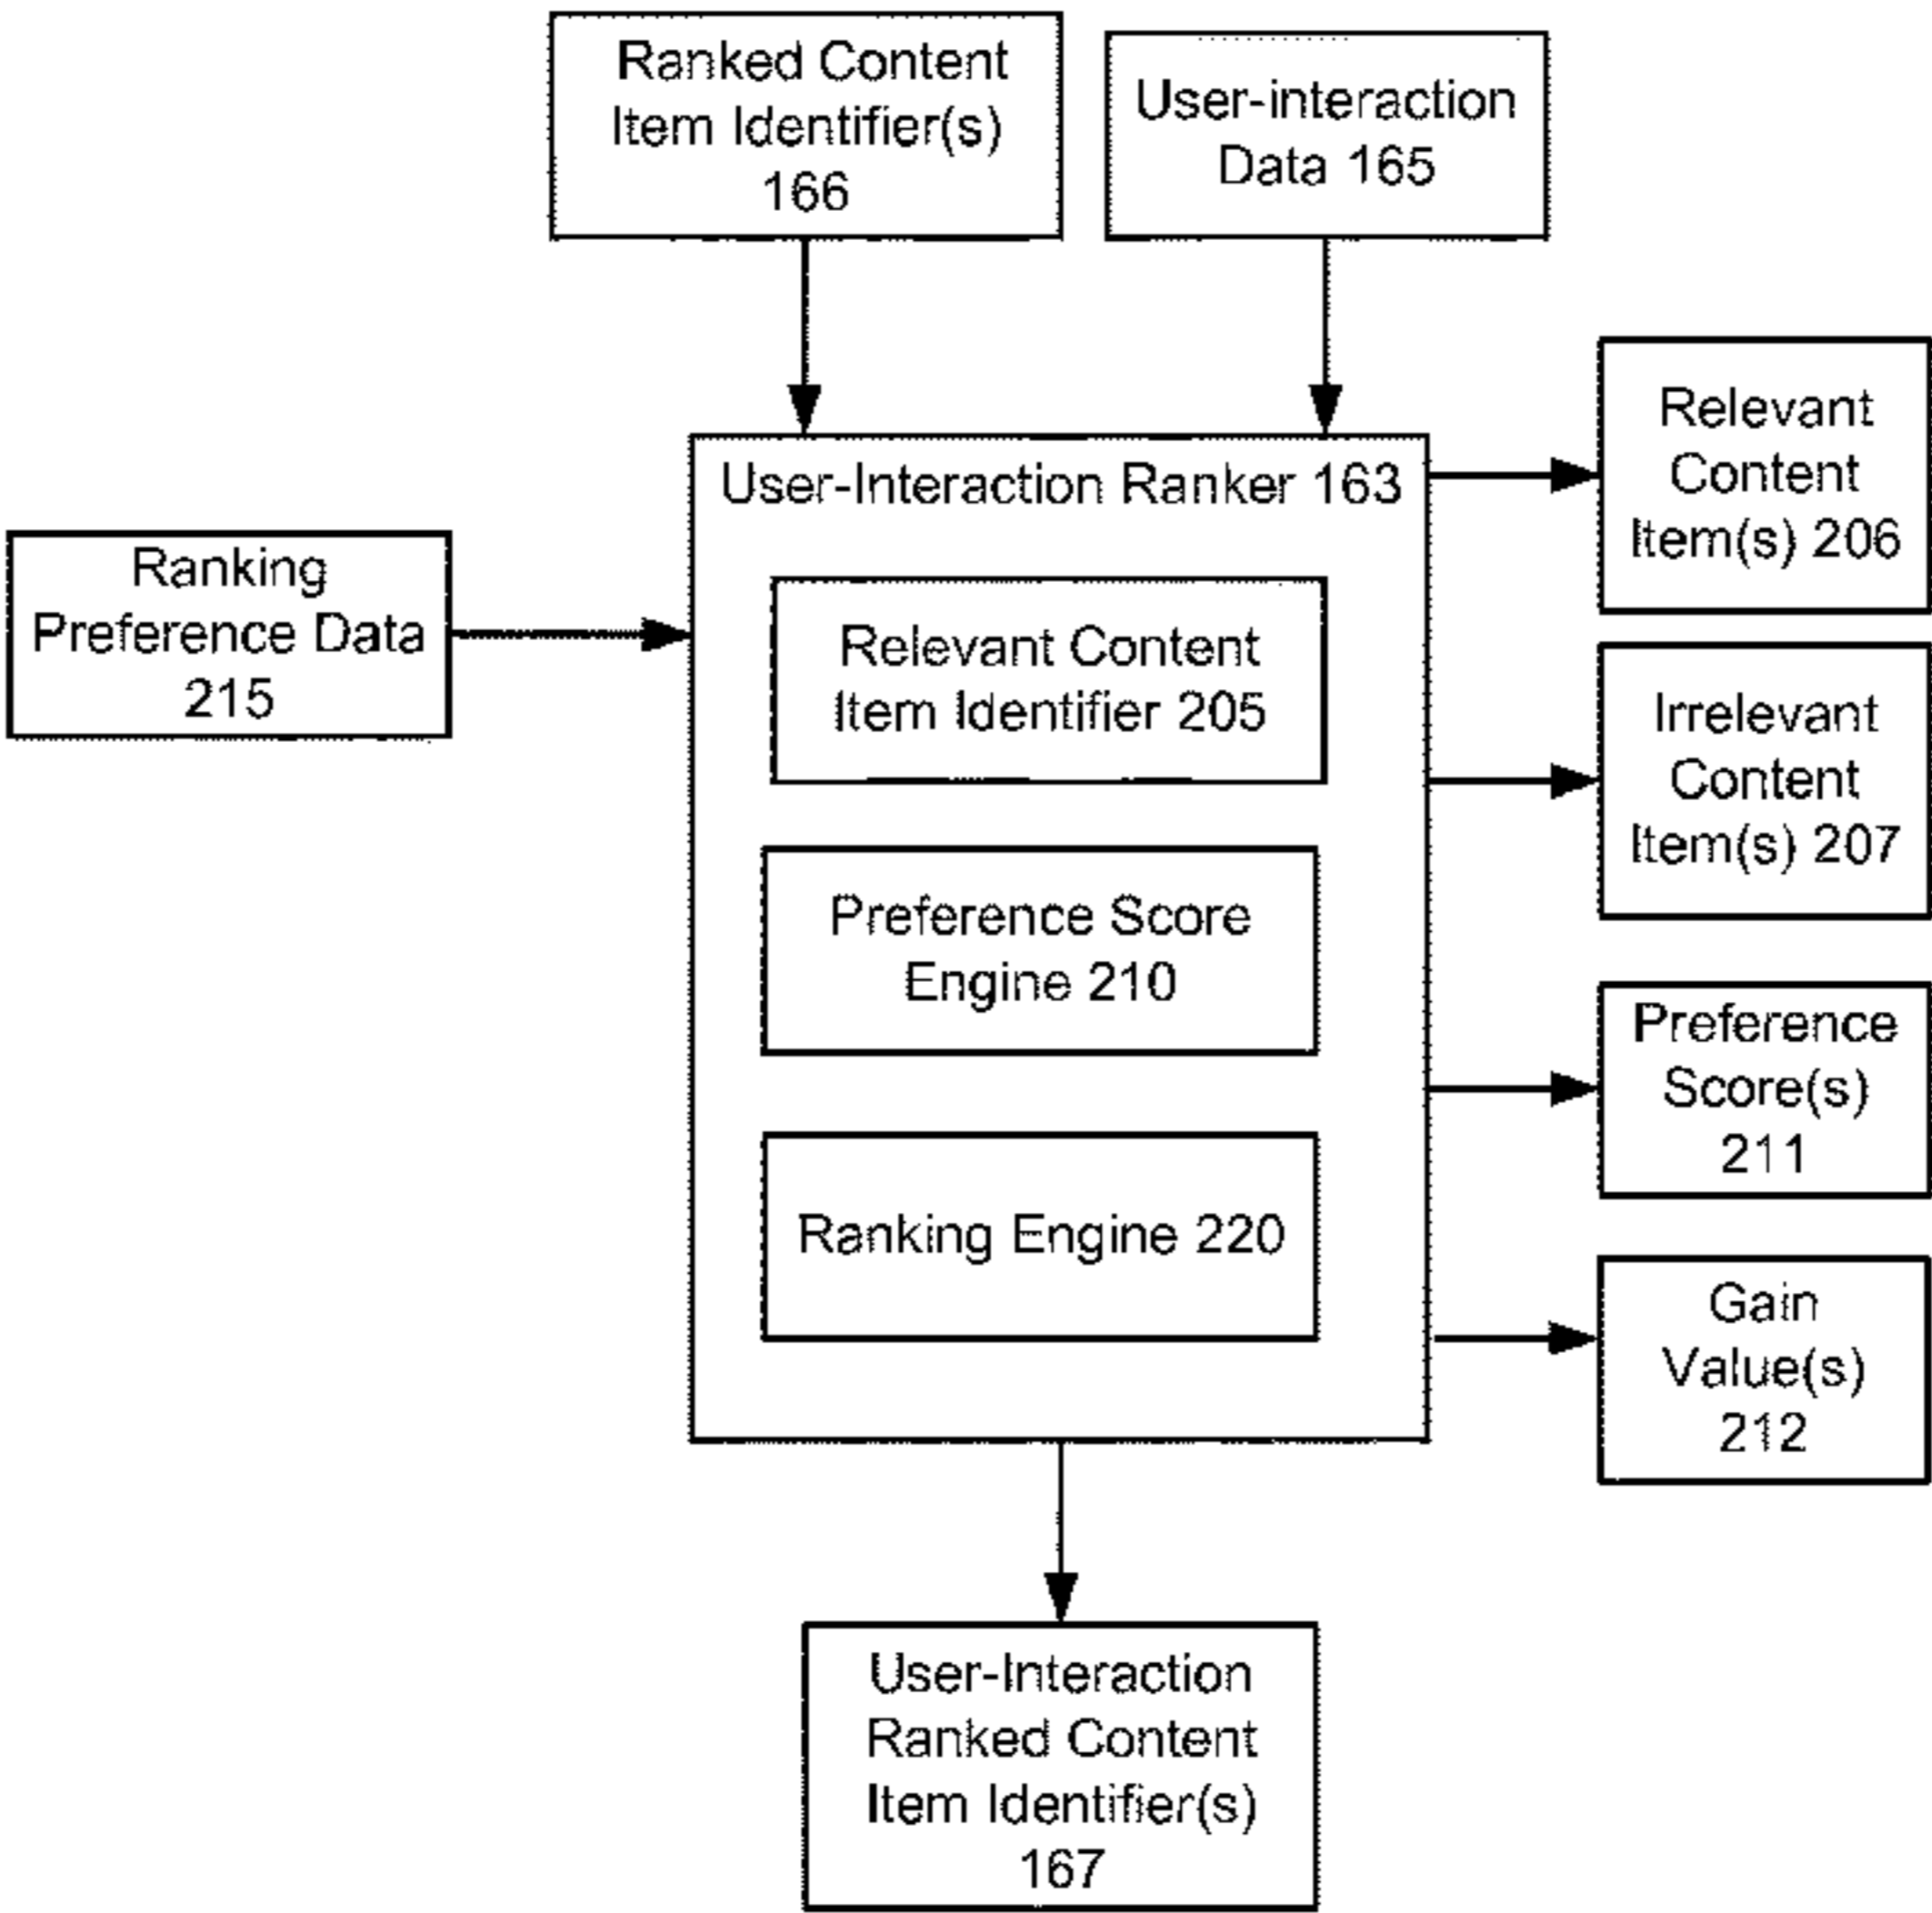 Ranked Content
Item Identifier(s)
166
User-interaction
Data 165
Ranking
Preference Data
215
User-Interaction Ranker 163
Relevant Content
Item Identifier 205
Preference Score
Engine 210
Ranking Engine 220
Relevant
Content
Item(s) 206
Irrelevant
Content
Item(s) 207
Preference
Score(s)
211
Gain
Value(s)
212
User-Interaction
Ranked Content
Item Identifier(s)
167